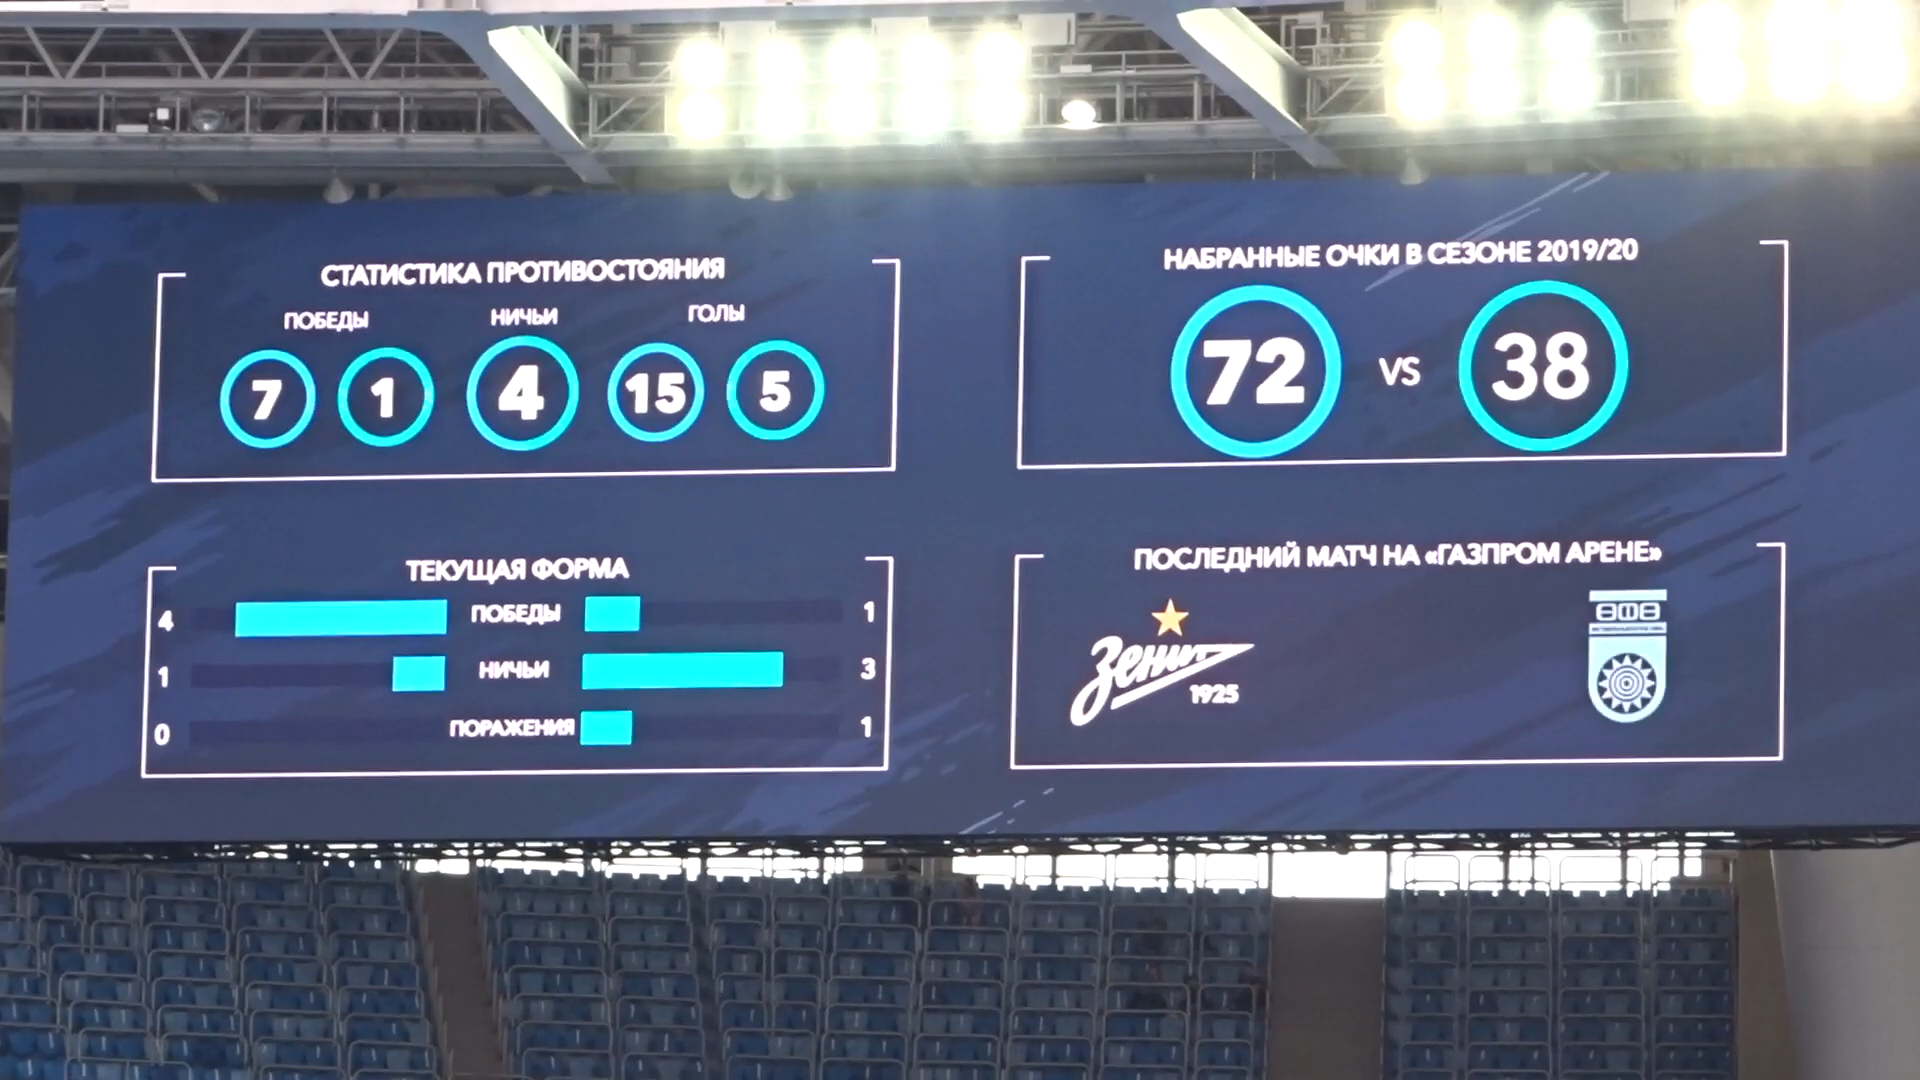 СТАТИСТИКА ПРОТИВОСТОЯНИЯ
ПОБЕДЫ НИЧЬИ ГОЛЫ
7 1 4 15 5
НАБРАННЫЕ ОЧКИ В СЕЗОНЕ 2019/20
72 VS 38
ТЕКУЩАЯ ФОРМА
4 ПОБЕДЫ 1
1 НИЧЬИ 3
0 ПОРАЖЕНИЯ 1
ПОСЛЕДНИЙ МАТЧ НА «ГАЗПРОМ АРЕНЕ»
Зенит
1925